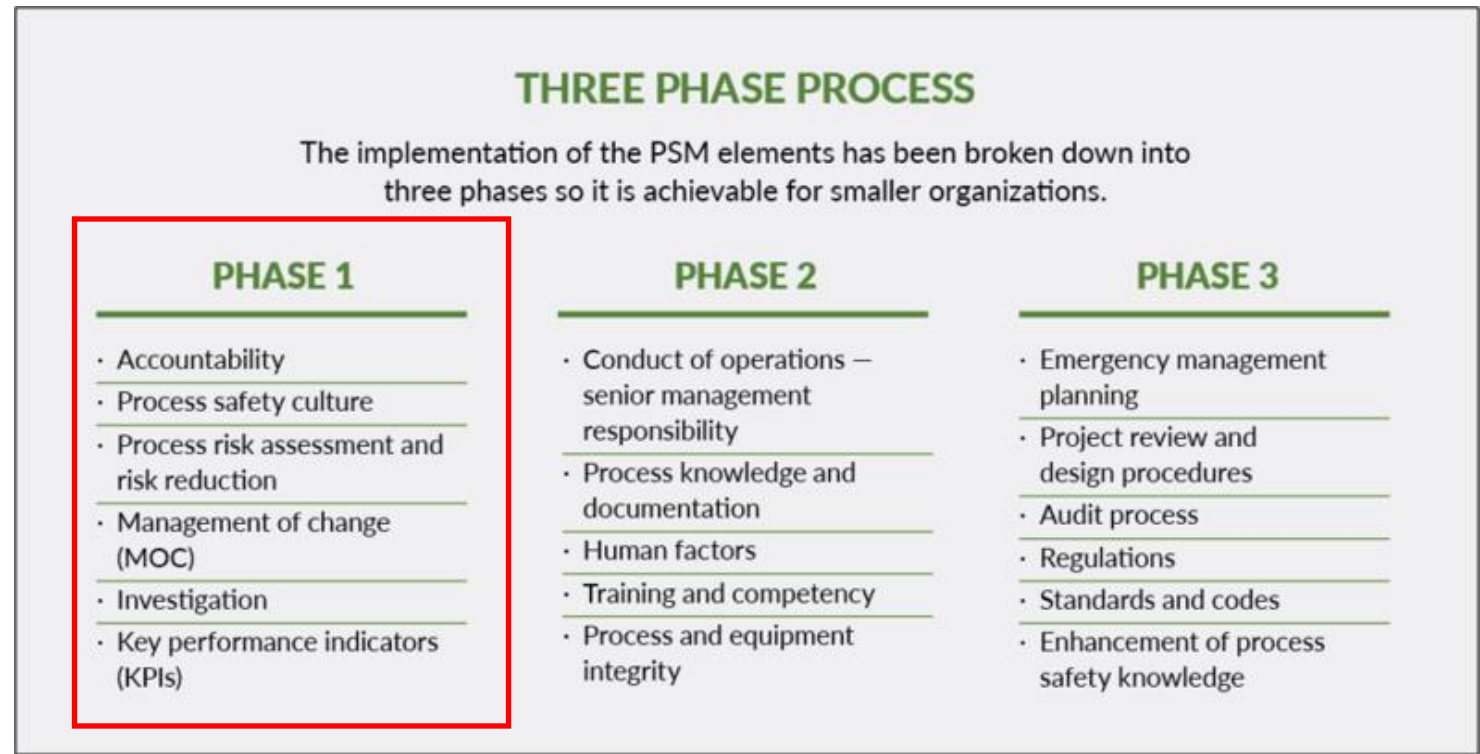 THREE PHASE PROCESS
The implementation of the PSM elements has been broken down into
three phases so it is achievable for smaller organizations.
PHASE 1
· Accountability
· Process safety culture
· Process risk assessment and
risk reduction
· Management of change
(MOC)
· Investigation
· Key performance indicators
(KPIs)
PHASE 2
· Conduct of operations —
senior management
responsibility
· Process knowledge and
documentation
· Human factors
· Training and competency
· Process and equipment
integrity
PHASE 3
· Emergency management
planning
· Project review and
design procedures
· Audit process
· Regulations
· Standards and codes
· Enhancement of process
safety knowledge